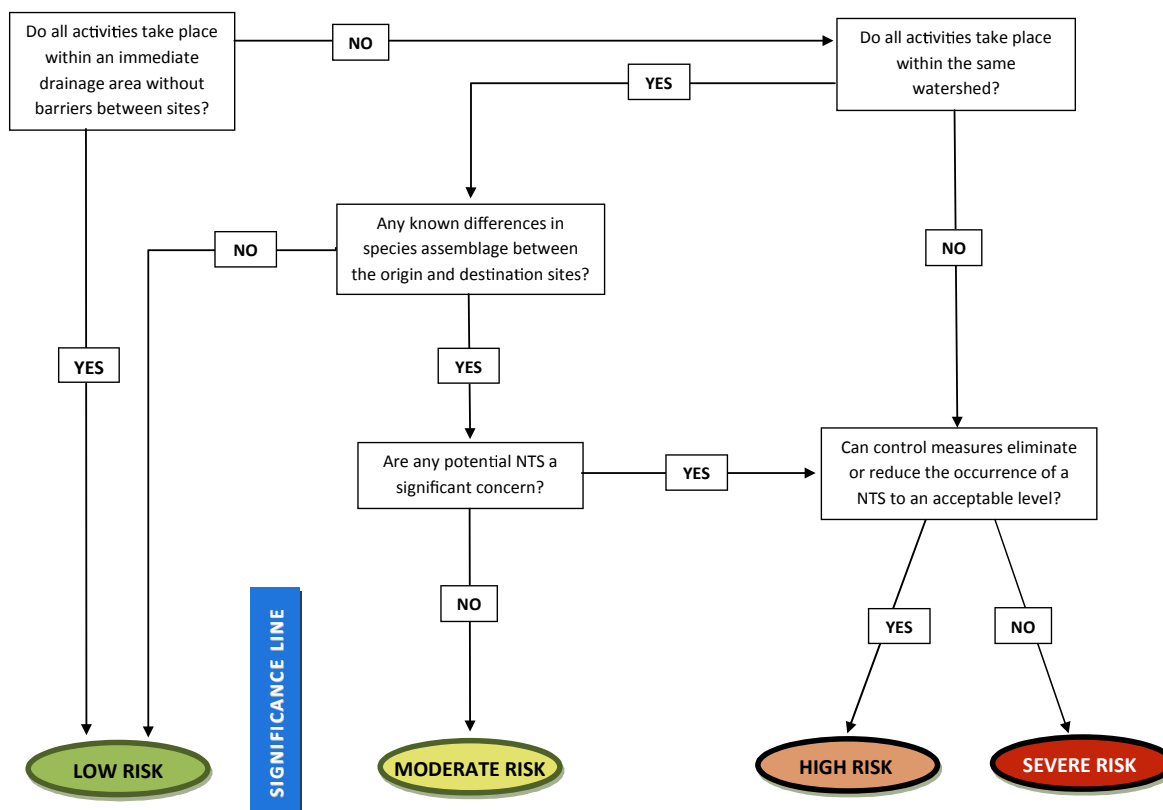 Do all activities take place
within an immediate
drainage area without
barriers between sites?
NO
Do all activities take place
within the same
watershed?
YES
Any known differences in
species assemblage between
the origin and destination sites?
NO
NO
YES
YES
Are any potential NTS a
significant concern?
YES
Can control measures eliminate
or reduce the occurrence of a
NTS to an acceptable level?
NO
YES
NO
SIGNIFICANCE LINE
LOW RISK
MODERATE RISK
HIGH RISK
SEVERE RISK